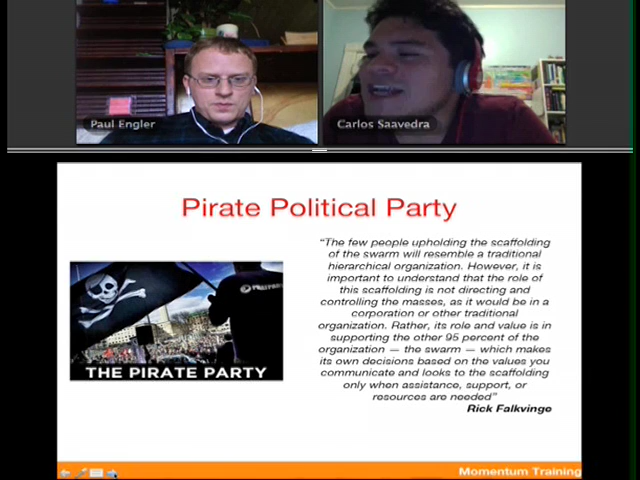 Paul Engler
Carlos Saavedra
Pirate Political Party
"The few people upholding the scaffolding
of the swarm will resemble a traditional
hierarchical organization. However, it is
important to understand that the role of
this scaffolding is not directing and
controlling the masses, as it would be in a
corporation or other traditional
organization. Rather, its role and value is in
supporting the other 95 percent of the
organization — the swarm — which makes
its own decisions based on the values you
communicate and looks to the scaffolding
only when assistance, support, or
resources are needed"
Rick Falkvinge
THE PIRATE PARTY
Momentum Training